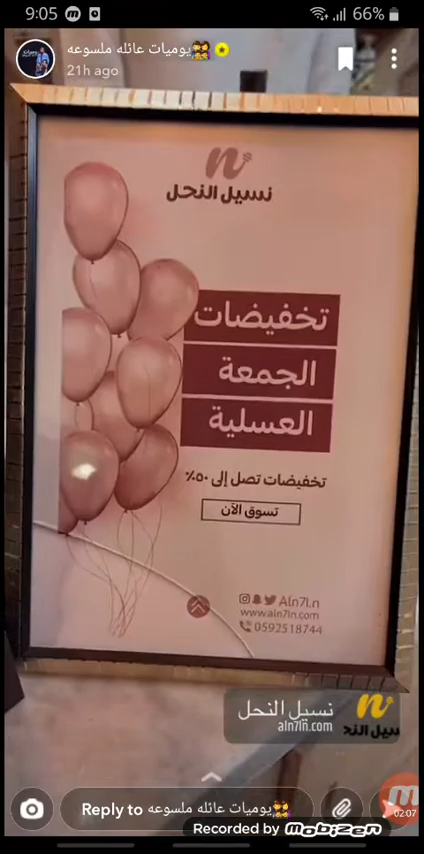 9:05
66%
يوميات عائله ملسوعه
21h ago
n
نسيل النحل
تخفيضات
الجمعة
العسلية
تخفيضات تصل إلى ٥٠٪
تسوق الآن
Aln7l.n
www.aln7ln.com
0592518744
نسيل النحل
aln7ln.com
n
سيل النح
Reply to يوميات عائله ملسوعه
02:07
Recorded by mobizen